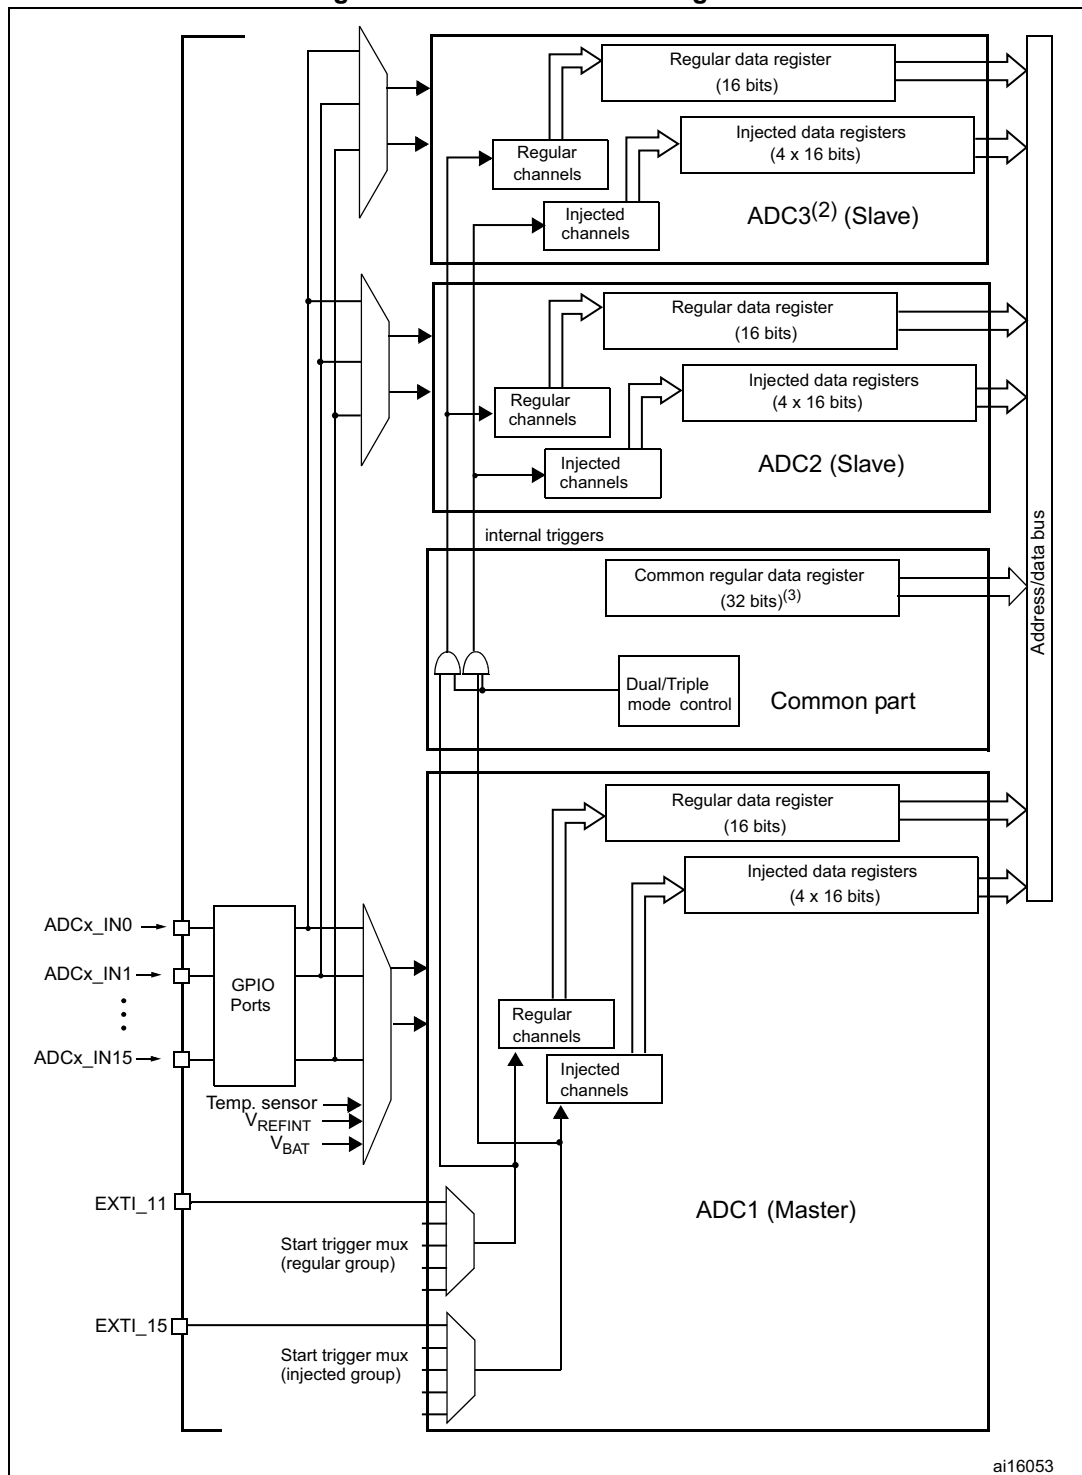 Regular data register
(16 bits)
Injected data registers
(4 x 16 bits)
Regular
channels
Injected
channels
ADC3(2) (Slave)
Regular data register
(16 bits)
Injected data registers
(4 x 16 bits)
Regular
channels
Injected
channels
ADC2 (Slave)
internal triggers
Common regular data register
(32 bits)(3)
Dual/Triple
mode control
Common part
Address/data bus
Regular data register
(16 bits)
Injected data registers
(4 x 16 bits)
ADCx_IN0
ADCx_IN1
ADCx_IN15
GPIO
Ports
Regular
channels
Injected
channels
Temp. sensor
VREFINT
VBAT
EXTI_11
Start trigger mux
(regular group)
ADC1 (Master)
EXTI_15
Start trigger mux
(injected group)
ai16053